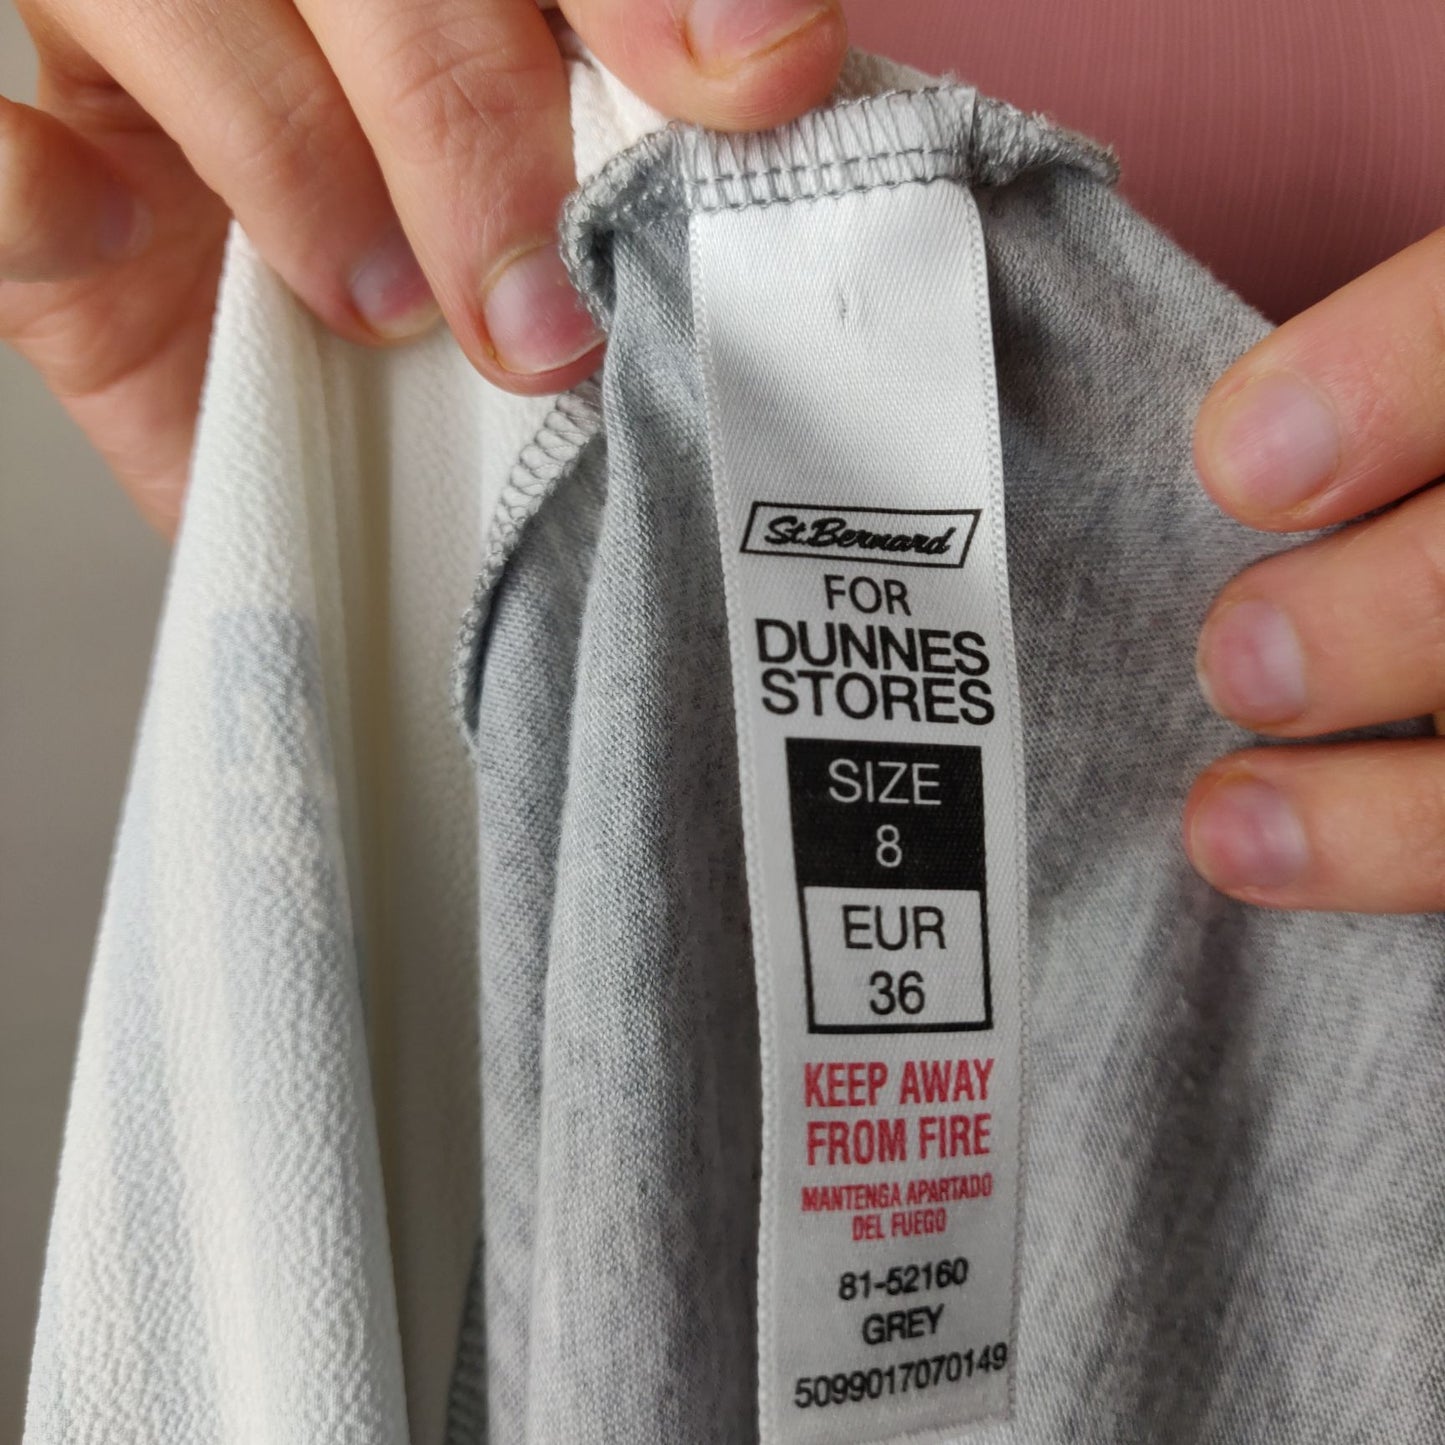 St.Bernard
FOR
DUNNES
STORES
SIZE
8
EUR
36
KEEP AWAY
FROM FIRE
MANTENGA APARTADO
DEL FUEGO
81-52160
GREY
5099017070149